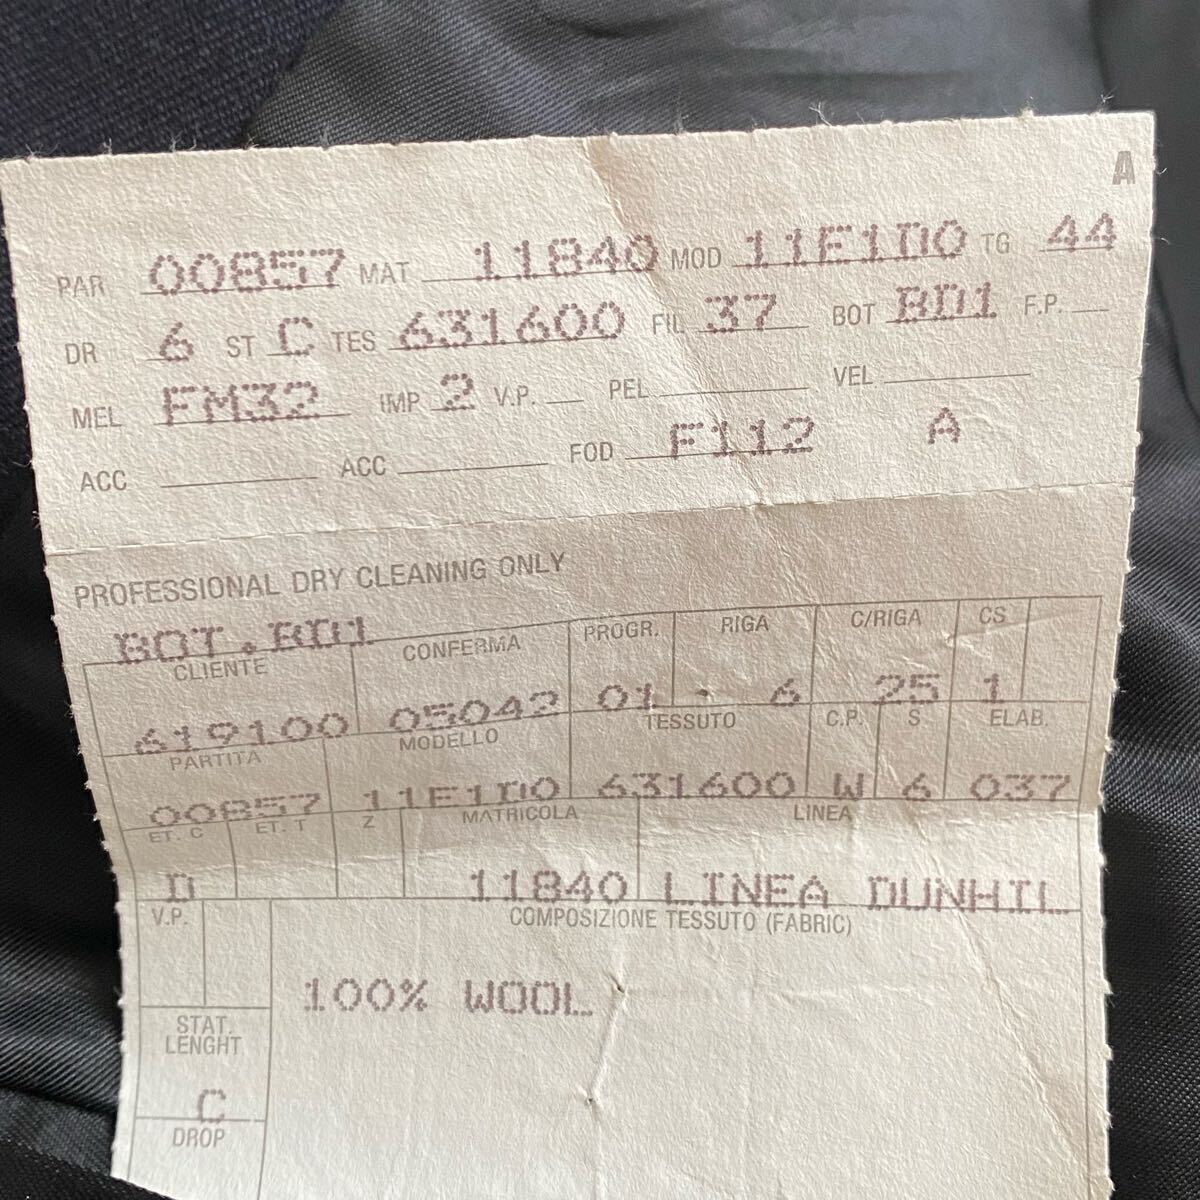 A
PAR 00857 MAT 11840 MOD 11E1D0 TG 44
DR 6 ST C TES 631600 FIL 37 BOT BD1 F.P.
MEL FM32 IMP 2 V.P. PEL VEL
ACC ACC FOD F112 A
PROFESSIONAL DRY CLEANING ONLY
BOT.BD1
CLIENTE CONFERMA PROGR. RIGA C/RIGA CS
619100 05042 01 - 6 25 1
PARTITA MODELLO TESSUTO C.P. S ELAB.
00857 11E1D0 631600 W 6 037
ET. C ET. T Z MATRICOLA LINEA
D 11840 LINEA DUNHIL
V.P. COMPOSIZIONE TESSUTO (FABRIC)
100% WOOL
STAT.
LENGHT
C
DROP